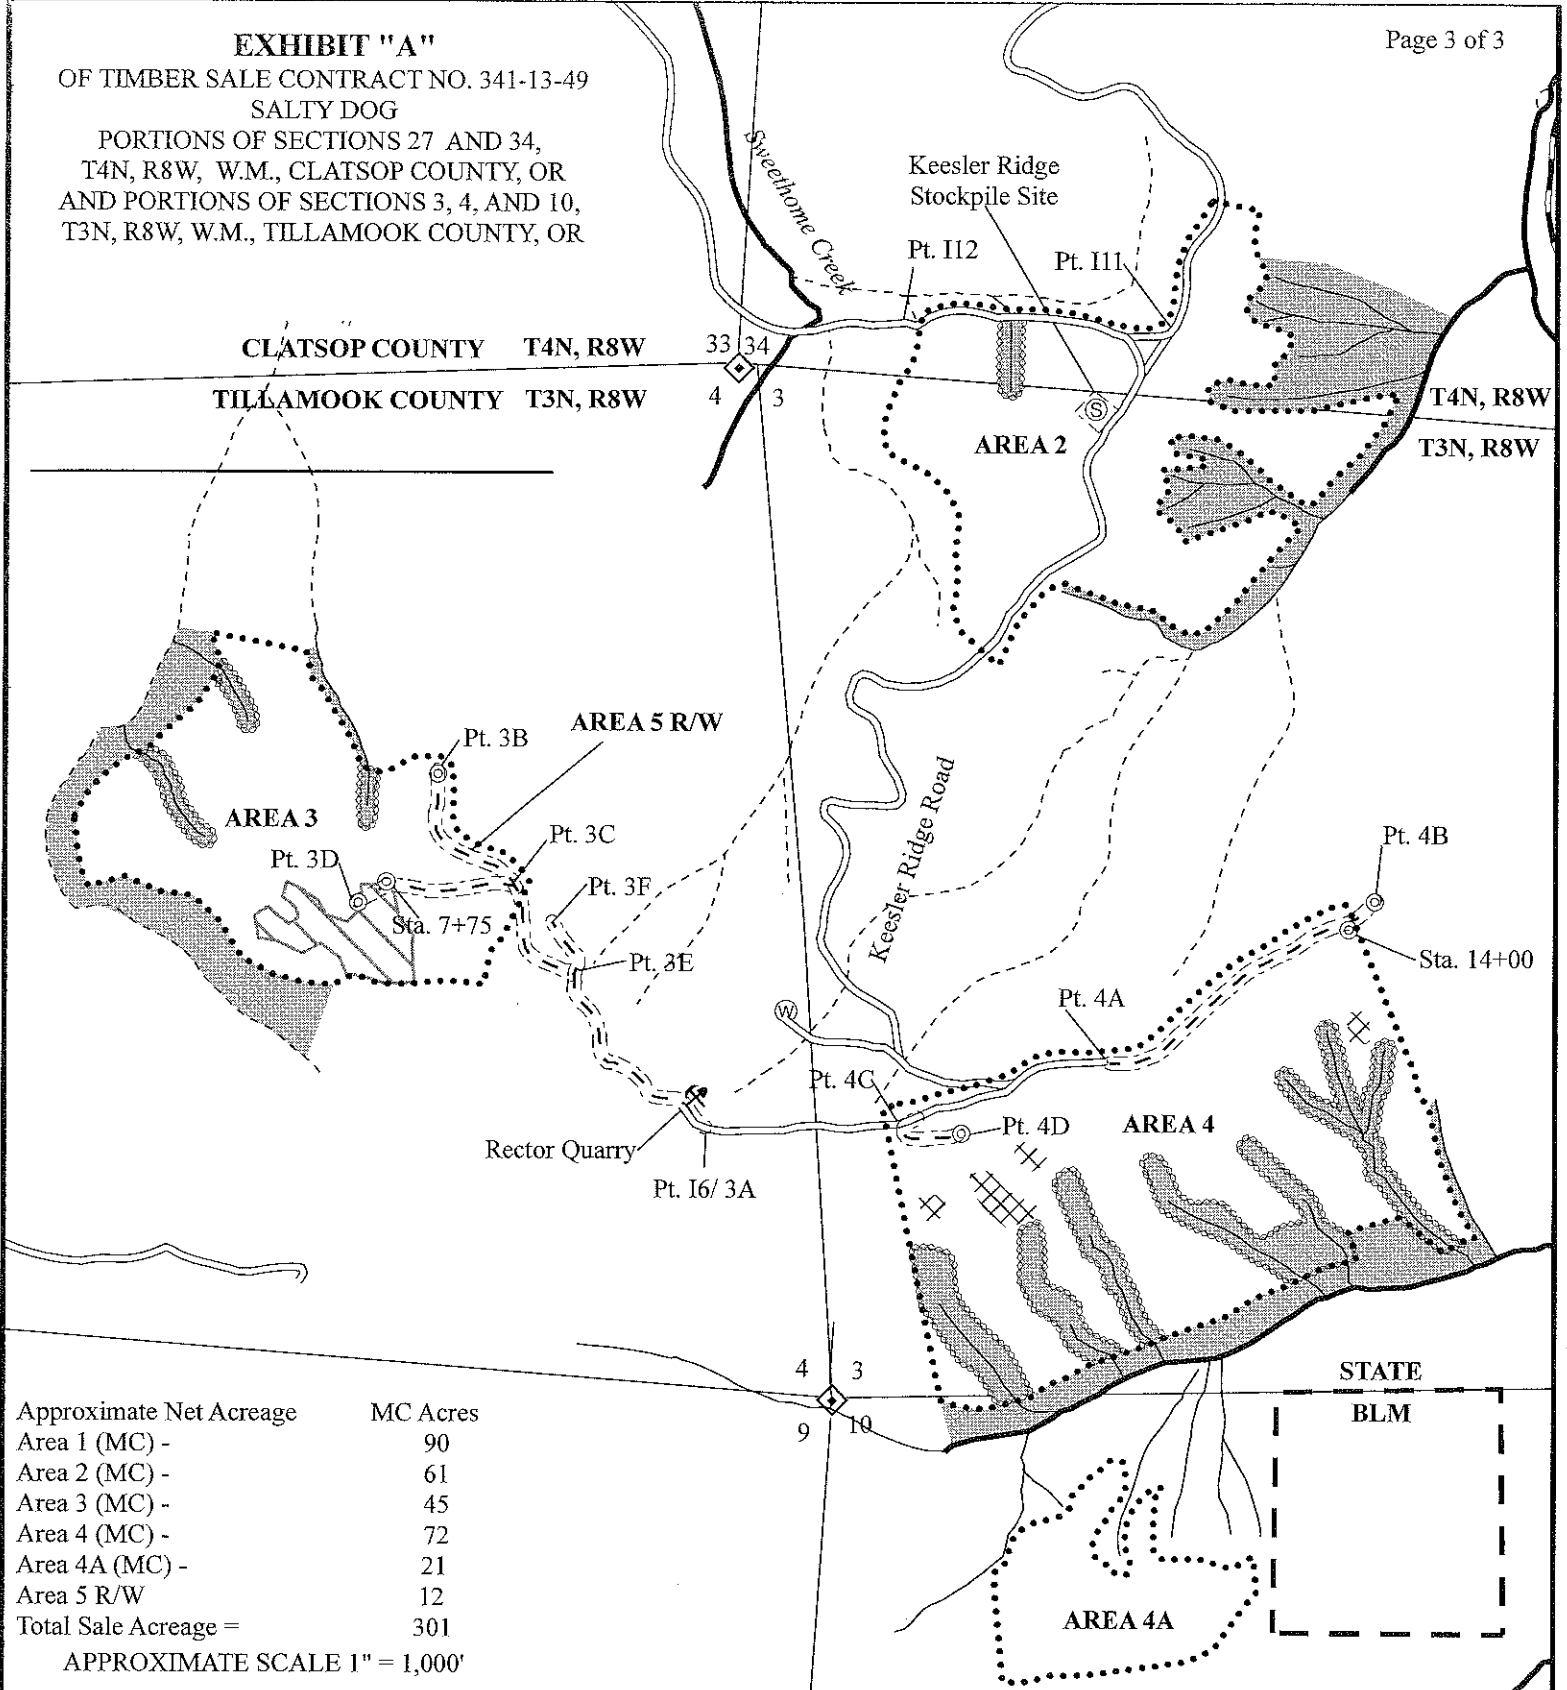 Page 3 of 3
EXHIBIT "A"
OF TIMBER SALE CONTRACT NO. 341-13-49
SALTY DOG
PORTIONS OF SECTIONS 27 AND 34,
T4N, R8W, W.M., CLATSOP COUNTY, OR
AND PORTIONS OF SECTIONS 3, 4, AND 10,
T3N, R8W, W.M., TILLAMOOK COUNTY, OR
Sweethome Creek
Keesler Ridge
Stockpile Site
Pt. I12
Pt. I11
CLATSOP COUNTY T4N, R8W
33 34
TILLAMOOK COUNTY T3N, R8W
4 3
S
T4N, R8W
T3N, R8W
AREA 2
AREA 5 R/W
Pt. 3B
AREA 3
Pt. 3C
Pt. 3D
Pt. 3F
Sta. 7+75
Pt. 3E
Keesler Ridge Road
Pt. 4B
Sta. 14+00
Pt. 4A
W
Pt. 4C
Pt. 4D
AREA 4
Rector Quarry
Pt. I6/ 3A
4 3
9 10
STATE
BLM
AREA 4A
Approximate Net Acreage MC Acres
Area 1 (MC) - 90
Area 2 (MC) - 61
Area 3 (MC) - 45
Area 4 (MC) - 72
Area 4A (MC) - 21
Area 5 R/W 12
Total Sale Acreage = 301
APPROXIMATE SCALE 1" = 1,000'